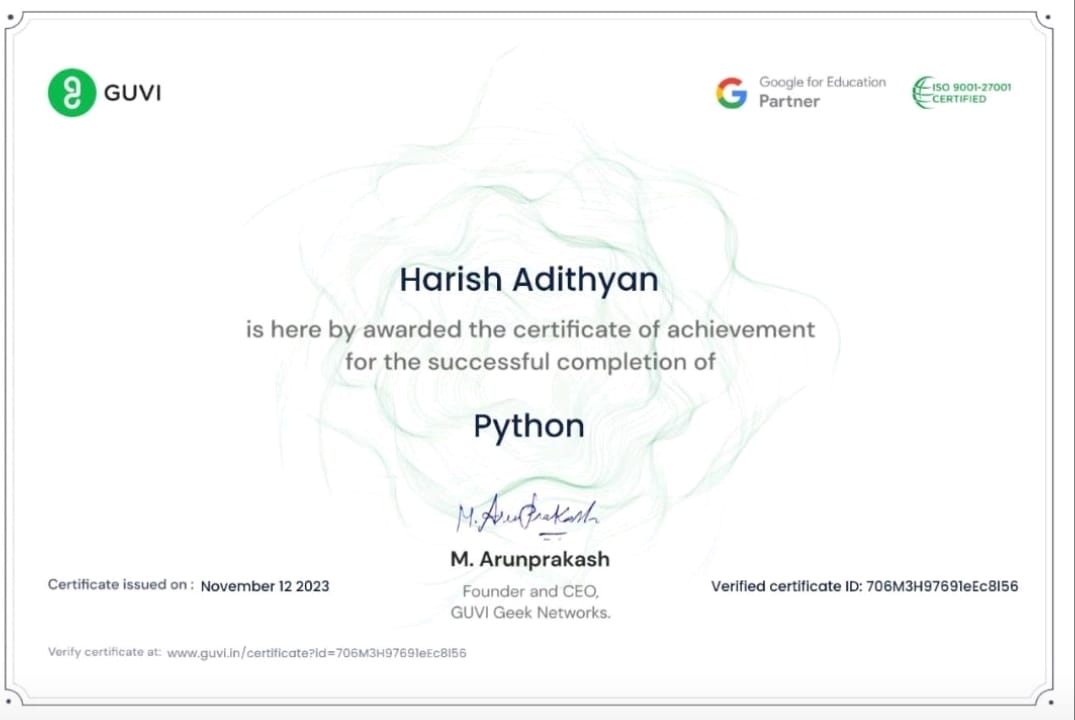 GUVI
Google for Education
Partner
ISO 9001-27001
CERTIFIED
Harish Adithyan
is here by awarded the certificate of achievement
for the successful completion of
Python
M. Arunprakash
M. Arunprakash
Founder and CEO,
GUVI Geek Networks.
Certificate issued on : November 12 2023
Verified certificate ID: 706M3H97691eEc8I56
Verify certificate at: www.guvi.in/certificate?id=706M3H97691eEc8I56